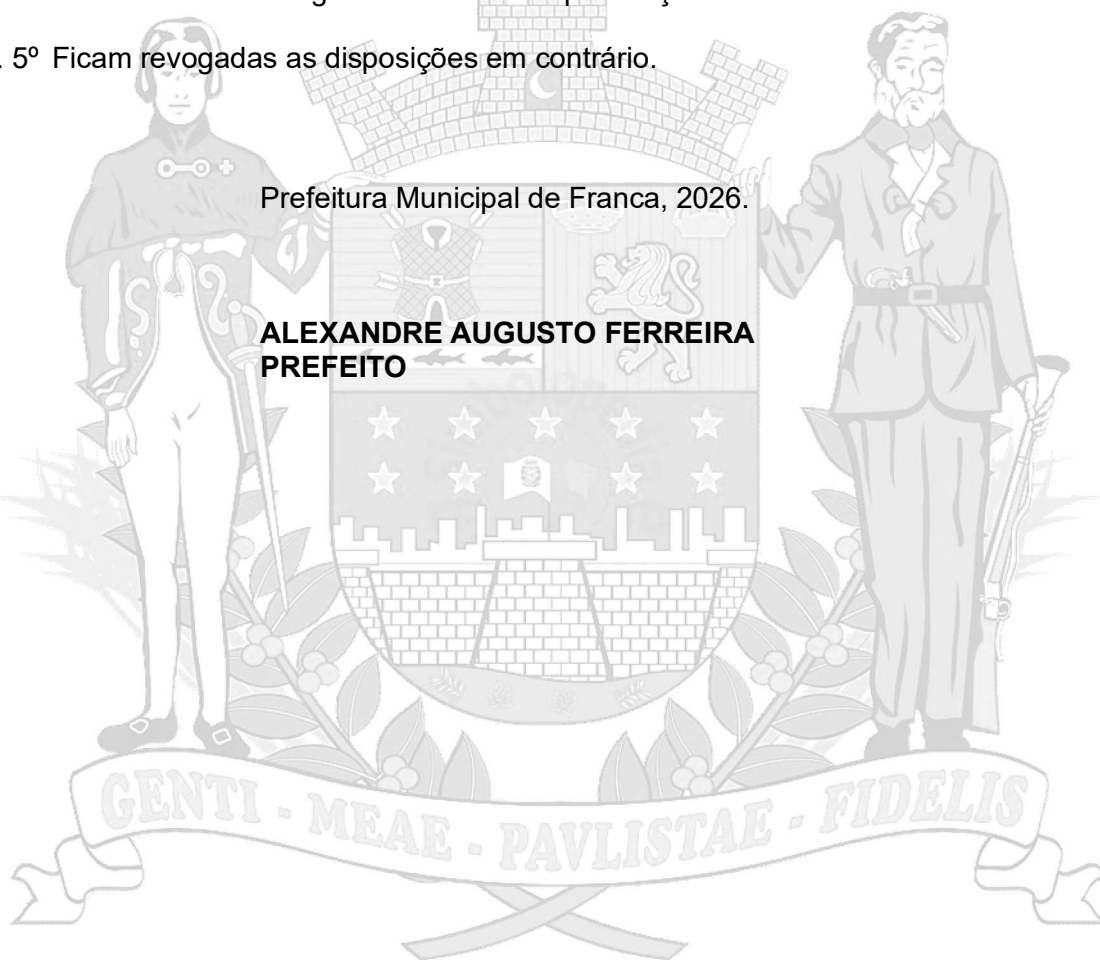 . 5º Ficam revogadas as disposições em contrário.
Prefeitura Municipal de Franca, 2026.
ALEXANDRE AUGUSTO FERREIRA
PREFEITO
GENTI - MEAE - PAVLISTAE - FIDELIS